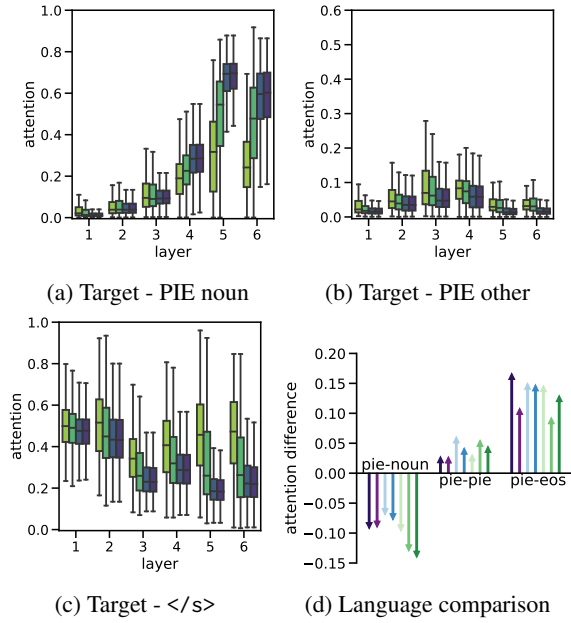 1.0
0.8
0.6
0.4
0.2
0.0
attention
1 2 3 4 5 6
layer
(a) Target - PIE noun
0.6
0.5
0.4
0.3
0.2
0.1
0.0
attention
1 2 3 4 5 6
layer
(b) Target - PIE other
1.0
0.8
0.6
0.4
0.2
0.0
attention
1 2 3 4 5 6
layer
(c) Target - </s>
0.20
0.15
0.10
0.05
0.00
−0.05
−0.10
−0.15
attention difference
pie-noun
pie-pie
pie-eos
(d) Language comparison